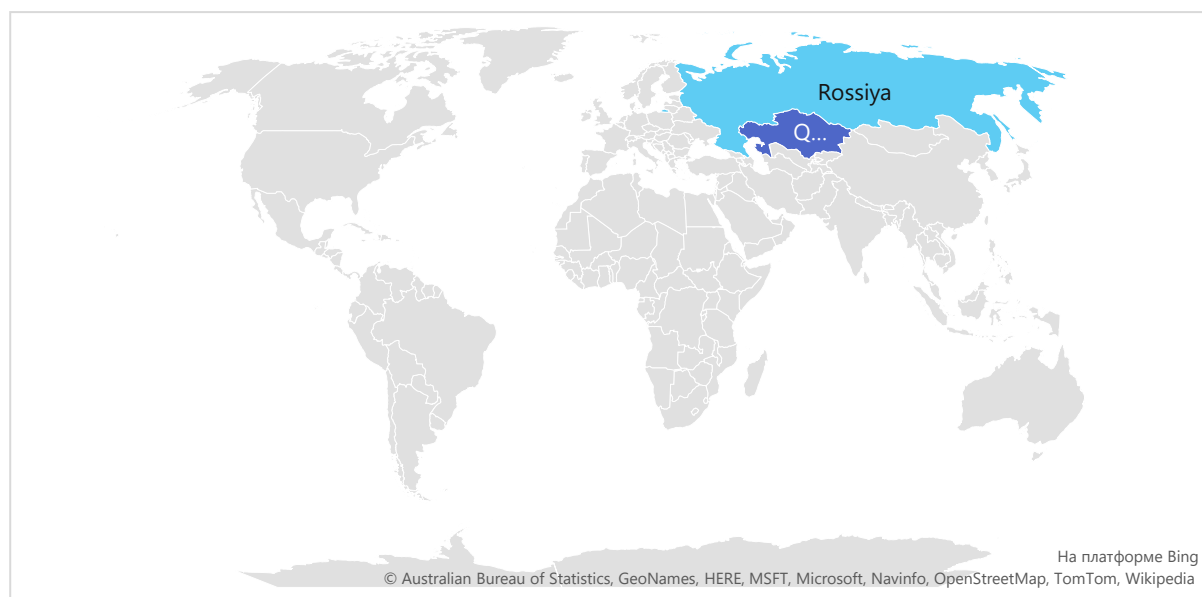 Rossiya
Q...
На платформе Bing
© Australian Bureau of Statistics, GeoNames, HERE, MSFT, Microsoft, Navinfo, OpenStreetMap, TomTom, Wikipedia